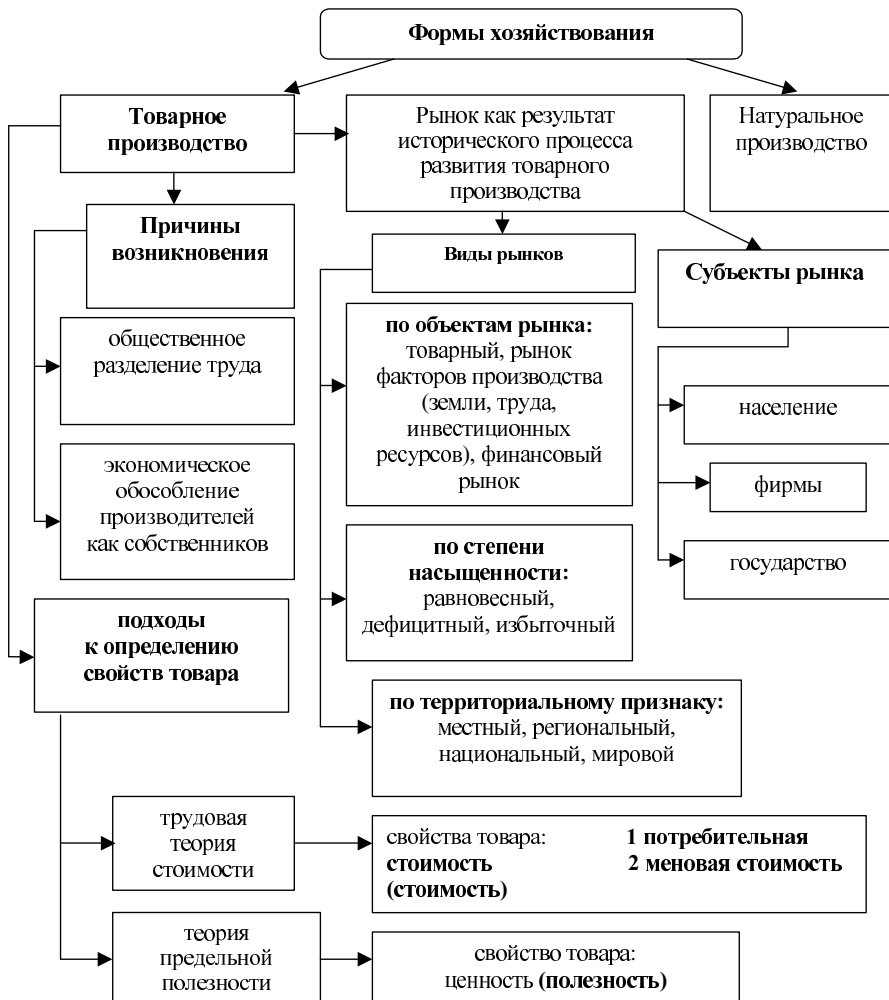 Формы хозяйствования
Товарное
производство
Рынок как результат
исторического процесса
развития товарного
производства
Натуральное
производство
Причины
возникновения
Виды рынков
Субъекты рынка
общественное
разделение труда
по объектам рынка:
товарный, рынок
факторов производства
(земли, труда,
инвестиционных
ресурсов), финансовый
рынок
население
фирмы
государство
экономическое
обособление
производителей
как собственников
по степени
насыщенности:
равновесный,
дефицитный, избыточный
подходы
к определению
свойств товара
по территориальному признаку:
местный, региональный,
национальный, мировой
трудовая
теория
стоимости
свойства товара: 1 потребительная
стоимость 2 меновая стоимость
(стоимость)
теория
предельной
полезности
свойство товара:
ценность (полезность)